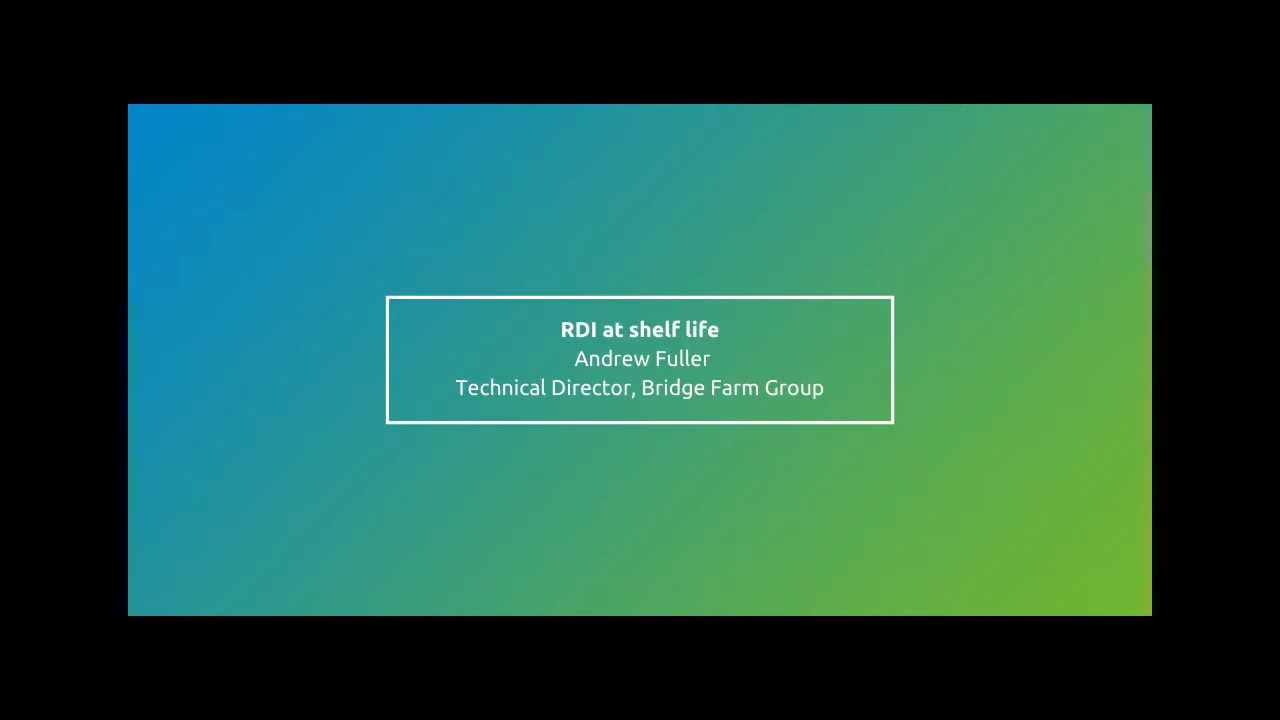 RDI at shelf life
Andrew Fuller
Technical Director, Bridge Farm Group